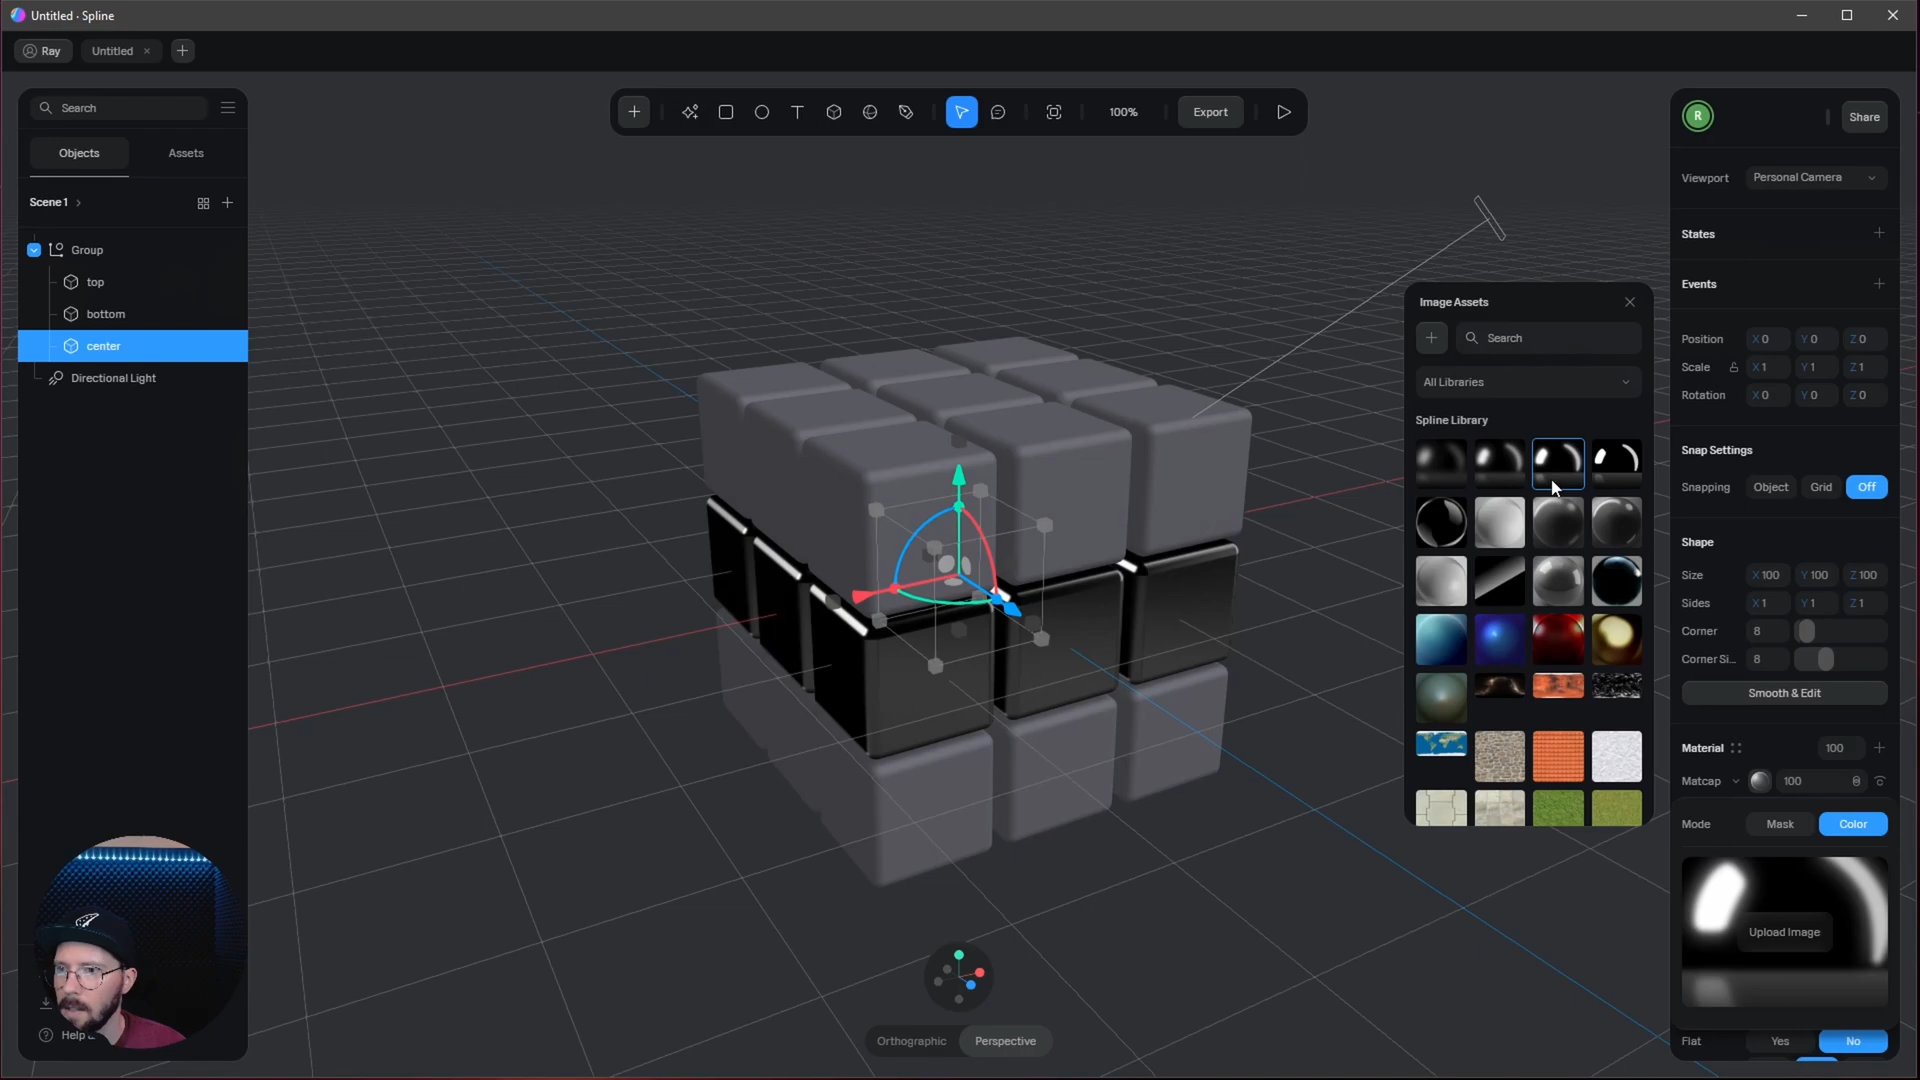 Untitled · Spline
Ray
Untitled
Search
100%
Export
R
Share
Objects
Assets
Viewport
Personal Camera
Scene 1
States
Group
top
bottom
center
Directional Light
Events
Image Assets
Search
All Libraries
Spline Library
Position X 0 Y 0 Z 0
Scale X 1 Y 1 Z 1
Rotation X 0 Y 0 Z 0
Snap Settings
Snapping Object Grid Off
Shape
Size X 100 Y 100 Z 100
Sides X 1 Y 1 Z 1
Corner 8
Corner Si... 8
Smooth & Edit
Material 100
Matcap 100
Mode Mask Color
Upload Image
Help
Orthographic Perspective
Flat Yes No